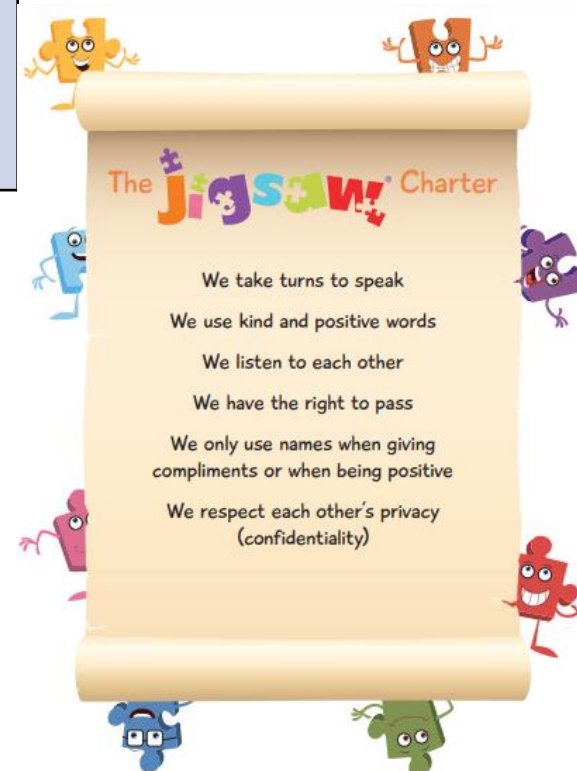 The jigsaw® Charter
We take turns to speak
We use kind and positive words
We listen to each other
We have the right to pass
We only use names when giving
compliments or when being positive
We respect each other's privacy
(confidentiality)